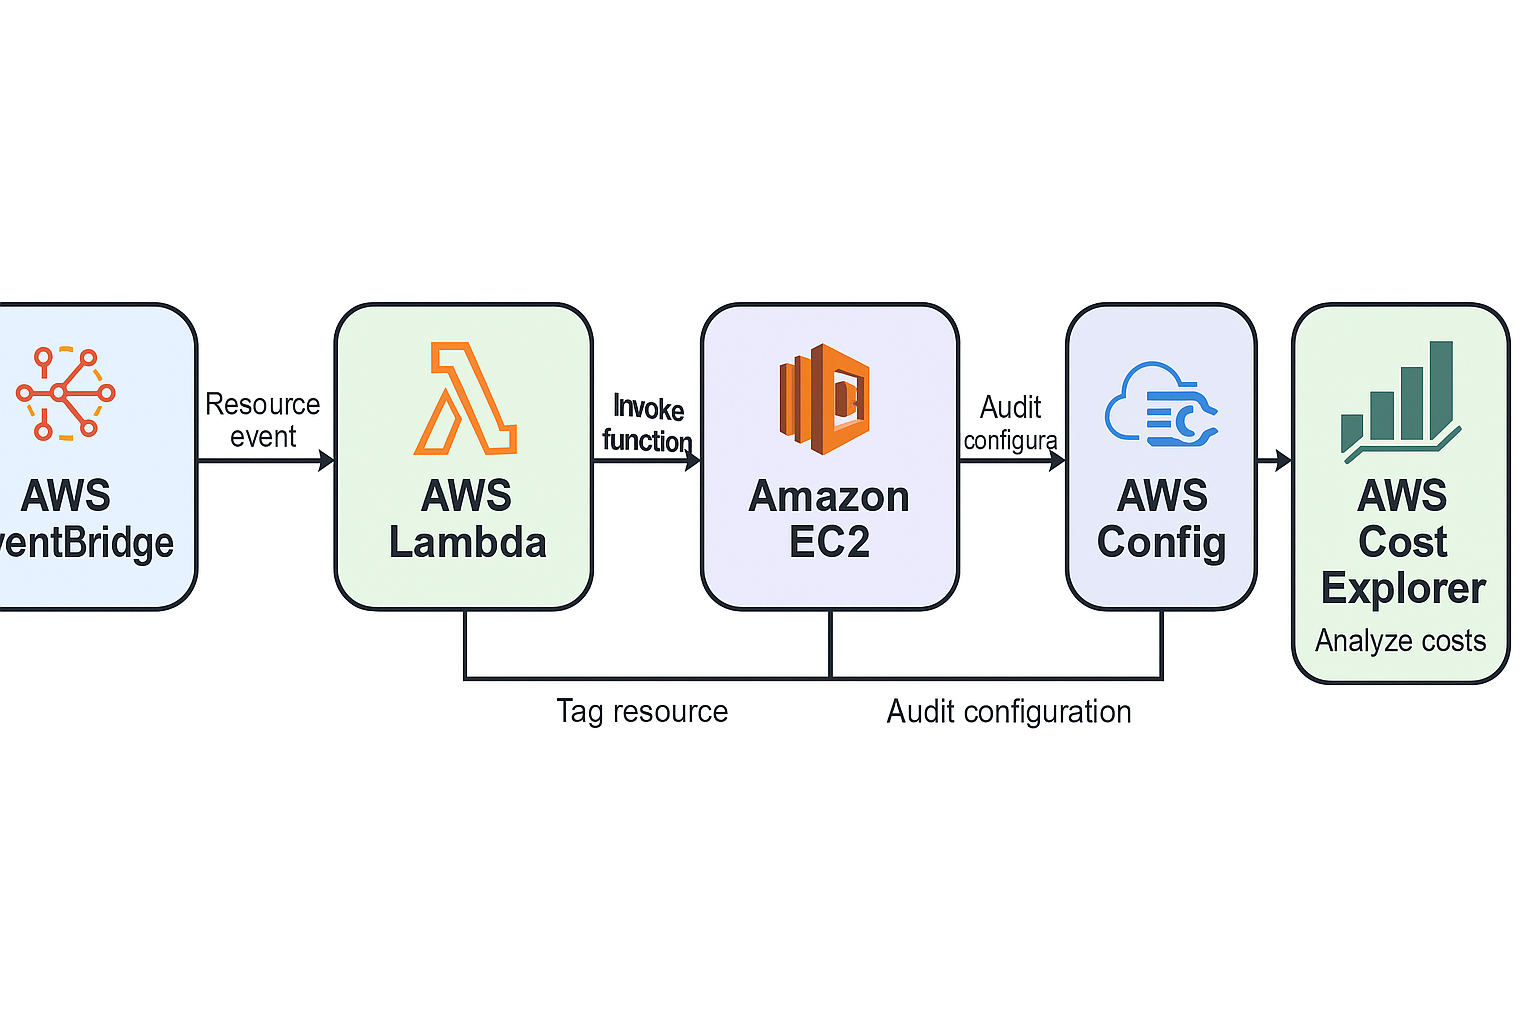 Resource
event
Invoke
function
Audit
configura
AWS
ventBridge
AWS
Lambda
Amazon
EC2
AWS
Config
AWS
Cost
Explorer
Analyze costs
Tag resource
Audit configuration